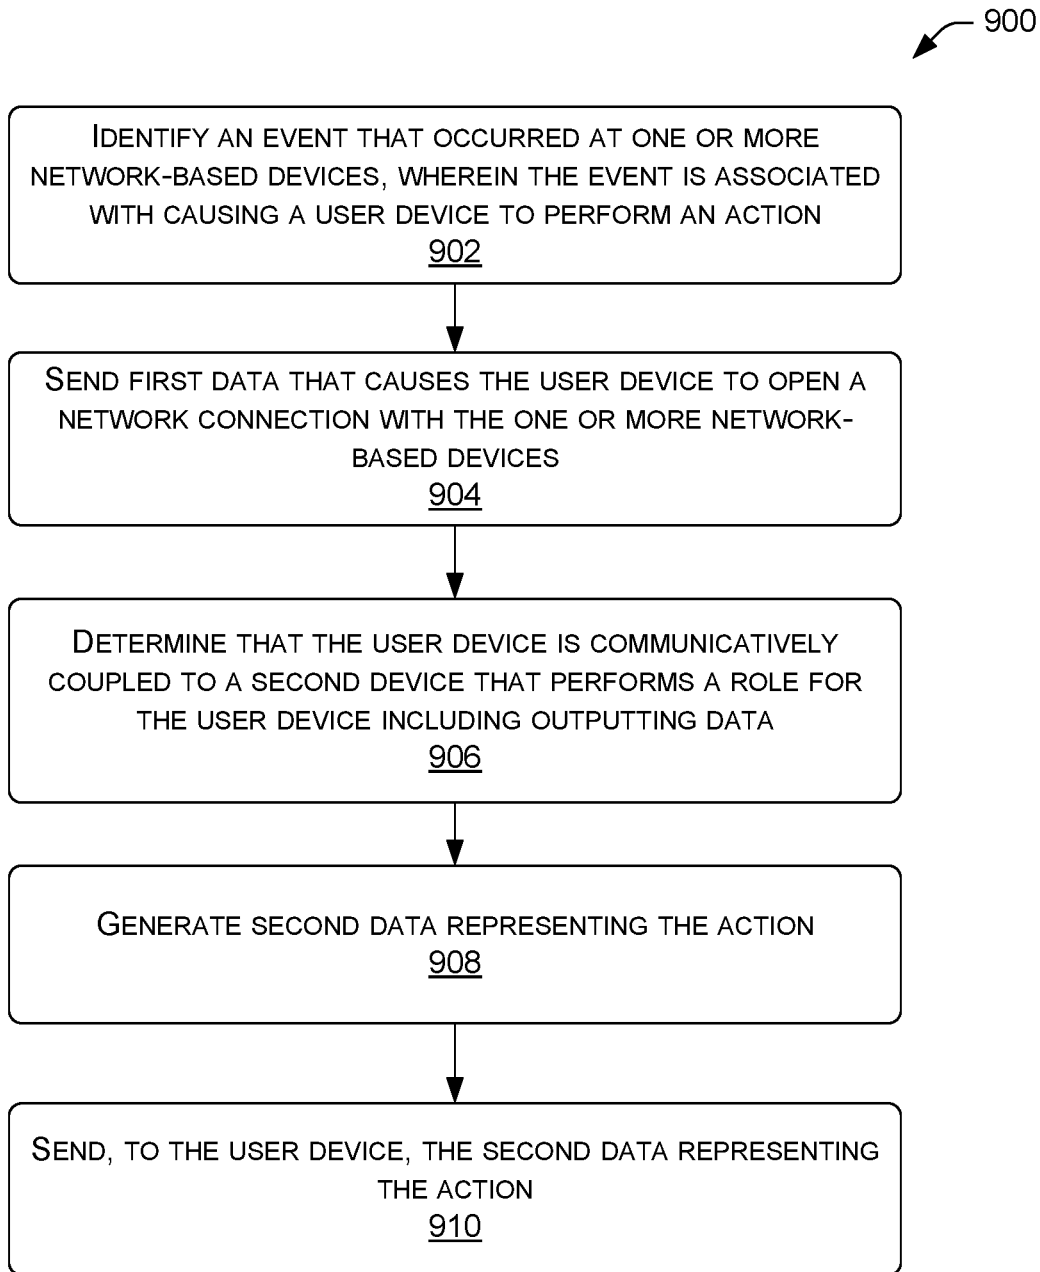 900
IDENTIFY AN EVENT THAT OCCURRED AT ONE OR MORE
NETWORK-BASED DEVICES, WHEREIN THE EVENT IS ASSOCIATED
WITH CAUSING A USER DEVICE TO PERFORM AN ACTION
902
SEND FIRST DATA THAT CAUSES THE USER DEVICE TO OPEN A
NETWORK CONNECTION WITH THE ONE OR MORE NETWORK-
BASED DEVICES
904
DETERMINE THAT THE USER DEVICE IS COMMUNICATIVELY
COUPLED TO A SECOND DEVICE THAT PERFORMS A ROLE FOR
THE USER DEVICE INCLUDING OUTPUTTING DATA
906
GENERATE SECOND DATA REPRESENTING THE ACTION
908
SEND, TO THE USER DEVICE, THE SECOND DATA REPRESENTING
THE ACTION
910